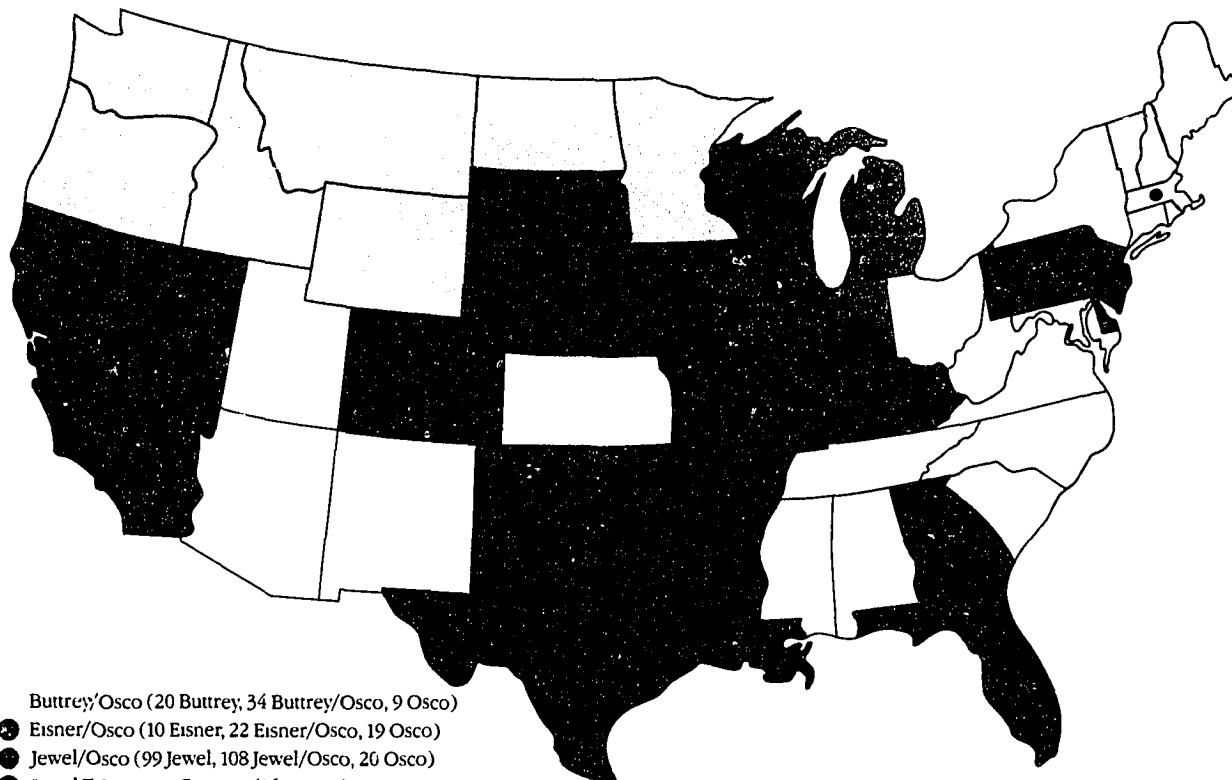 Buttrey/Osco (20 Buttrey, 34 Buttrey/Osco, 9 Osco)
Eisner/Osco (10 Eisner, 22 Eisner/Osco, 19 Osco)
Jewel/Osco (99 Jewel, 108 Jewel/Osco, 20 Osco)